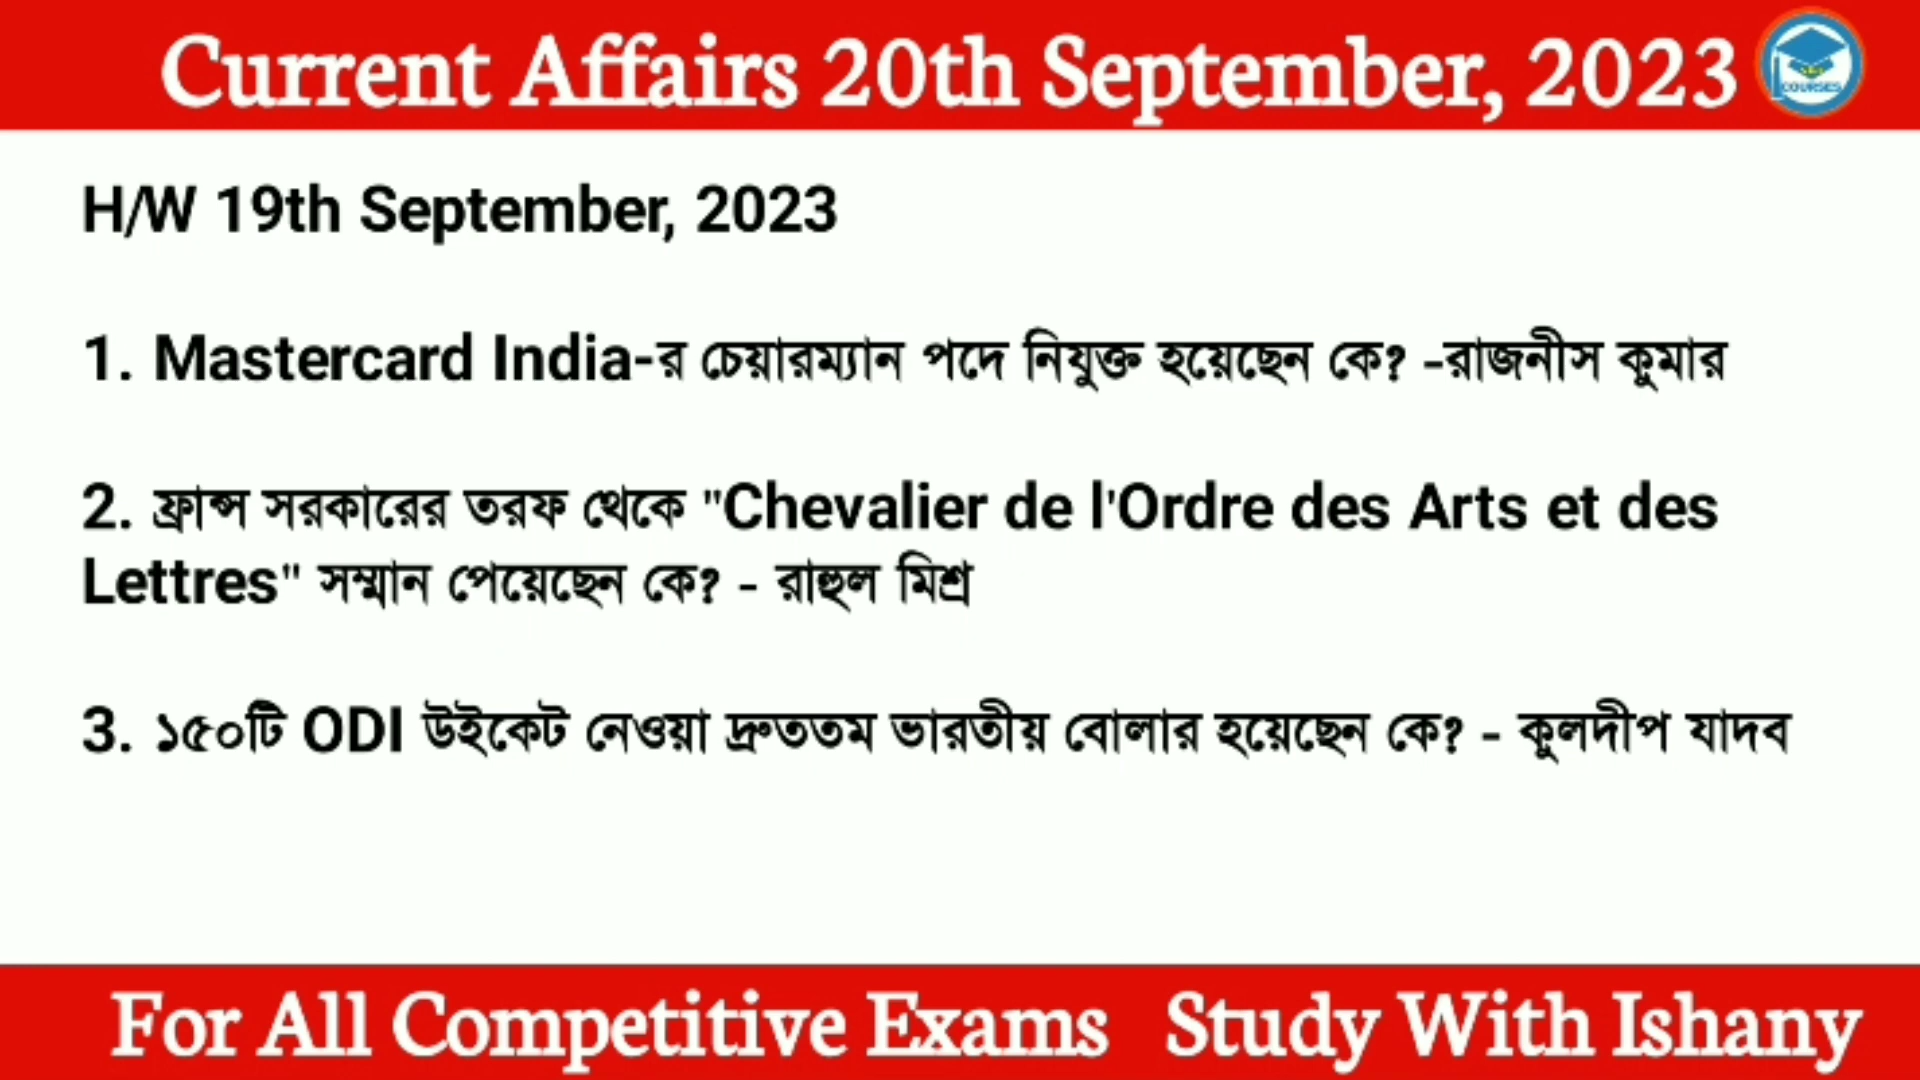 Current Affairs 20th September, 2023
COURSES
H/W 19th September, 2023
1. Mastercard India-র চেয়ারম্যান পদে নিযুক্ত হয়েছেন কে? -রাজনীস কুমার
2. ফ্রান্স সরকারের তরফ থেকে "Chevalier de l'Ordre des Arts et des
Lettres" সম্মান পেয়েছেন কে? - রাহুল মিশ্র
3. ১৫০টি ODI উইকেট নেওয়া দ্রুততম ভারতীয় বোলার হয়েছেন কে? - কুলদীপ যাদব
For All Competitive Exams Study With Ishany